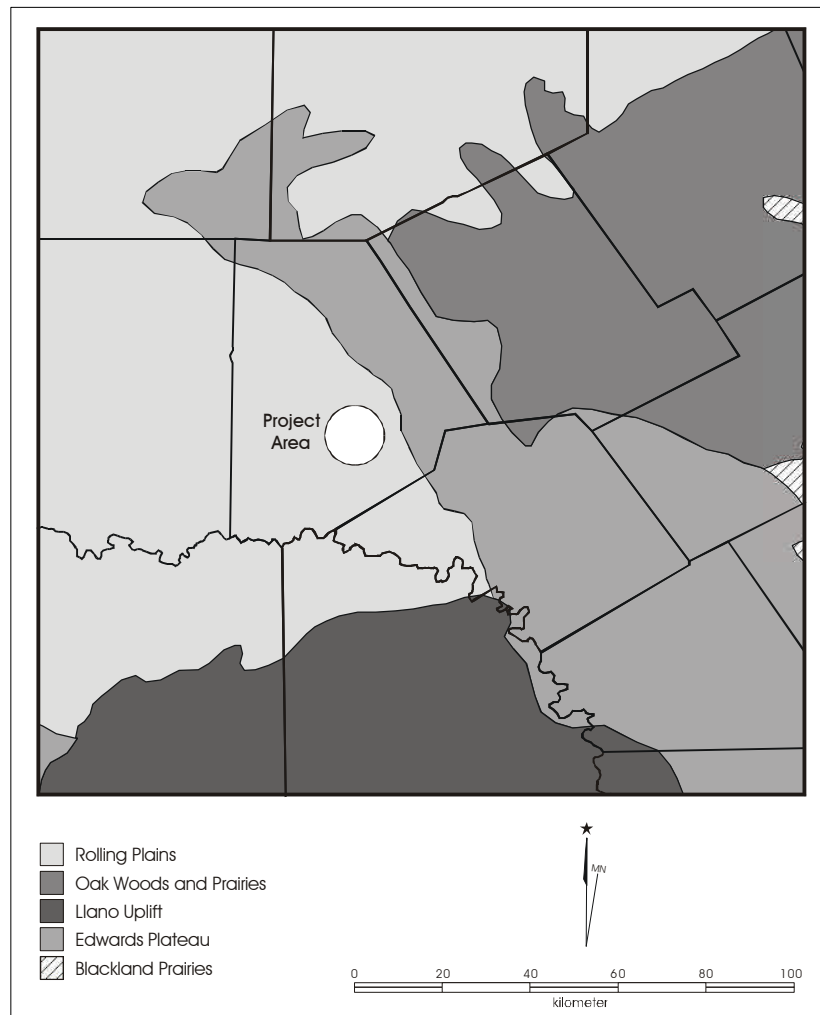 Project
Area
Rolling Plains
Oak Woods and Prairies
Llano Uplift
Edwards Plateau
Blackland Prairies
MN
0 20 40 60 80 100
kilometer